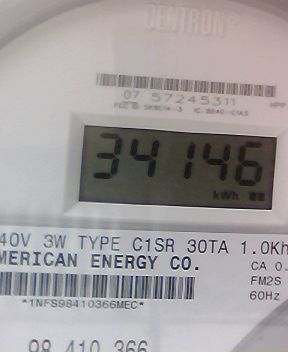 CENTRON®
07 57245311
34146
kWh
40V 3W TYPE C1SR 30TA 1.0Kh
MERICAN ENERGY CO.
CA 0.
FM2S
60Hz
*1NFS98410366MEC*
98 410 366